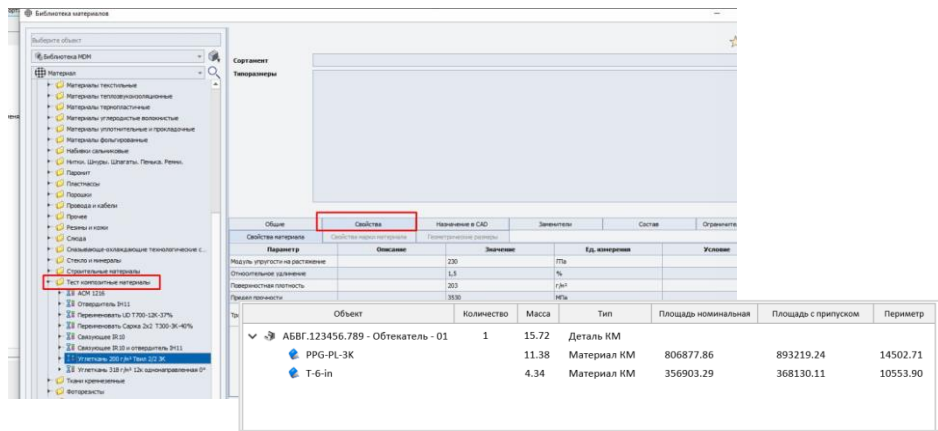 Библиотека материалов
Выберите объект
Библиотека MDM
Материал
Материалы текстильные
Материалы теплозвукоизоляционные
Материалы термопластичные
Материалы углеродистые волокнистые
Материалы уплотнительные и прокладочные
Материалы фольгированные
Набивки сальниковые
Нитки. Шнуры. Шпагаты. Пенька. Ремни.
Паронит
Пластмассы
Порошки
Провода и кабели
Прочее
Резины и кожи
Слюда
Смазывающе-охлаждающие технологические с...
Стекло и минералы
Строительные материалы
Тест композитные материалы
АСМ 1216
Отвердитель IH11
Переименовать UD T700-12K-37%
Переименовать Саржа 2x2 T300-3K-40%
Связующее IR10
Связующее IR10 и отвердитель IH11
Углеткань 200 г/м² Твил 2/2 3К
Углеткань 318 г/м² 12к однонаправленная 0°
Ткани кремнеземные
Фоторезисты
Сортамент
Типоразмеры
Общие Свойства Назначение в CAD Заменители Состав Ограничите
Свойства материала Свойства марки материала Геометрические размеры
Параметр Описание Значение Ед. измерения Условие
Модуль упругости на растяжение 230 ГПа
Относительное удлинение 1,5 %
Поверхностная плотность 203 г/м²
Предел прочности 3530 МПа
Объект Количество Масса Тип Площадь номинальная Площадь с припуском Периметр
АБВГ.123456.789 - Обтекатель - 01 1 15.72 Деталь КМ
PPG-PL-3K 11.38 Материал КМ 806877.86 893219.24 14502.71
T-6-in 4.34 Материал КМ 356903.29 368130.11 10553.90